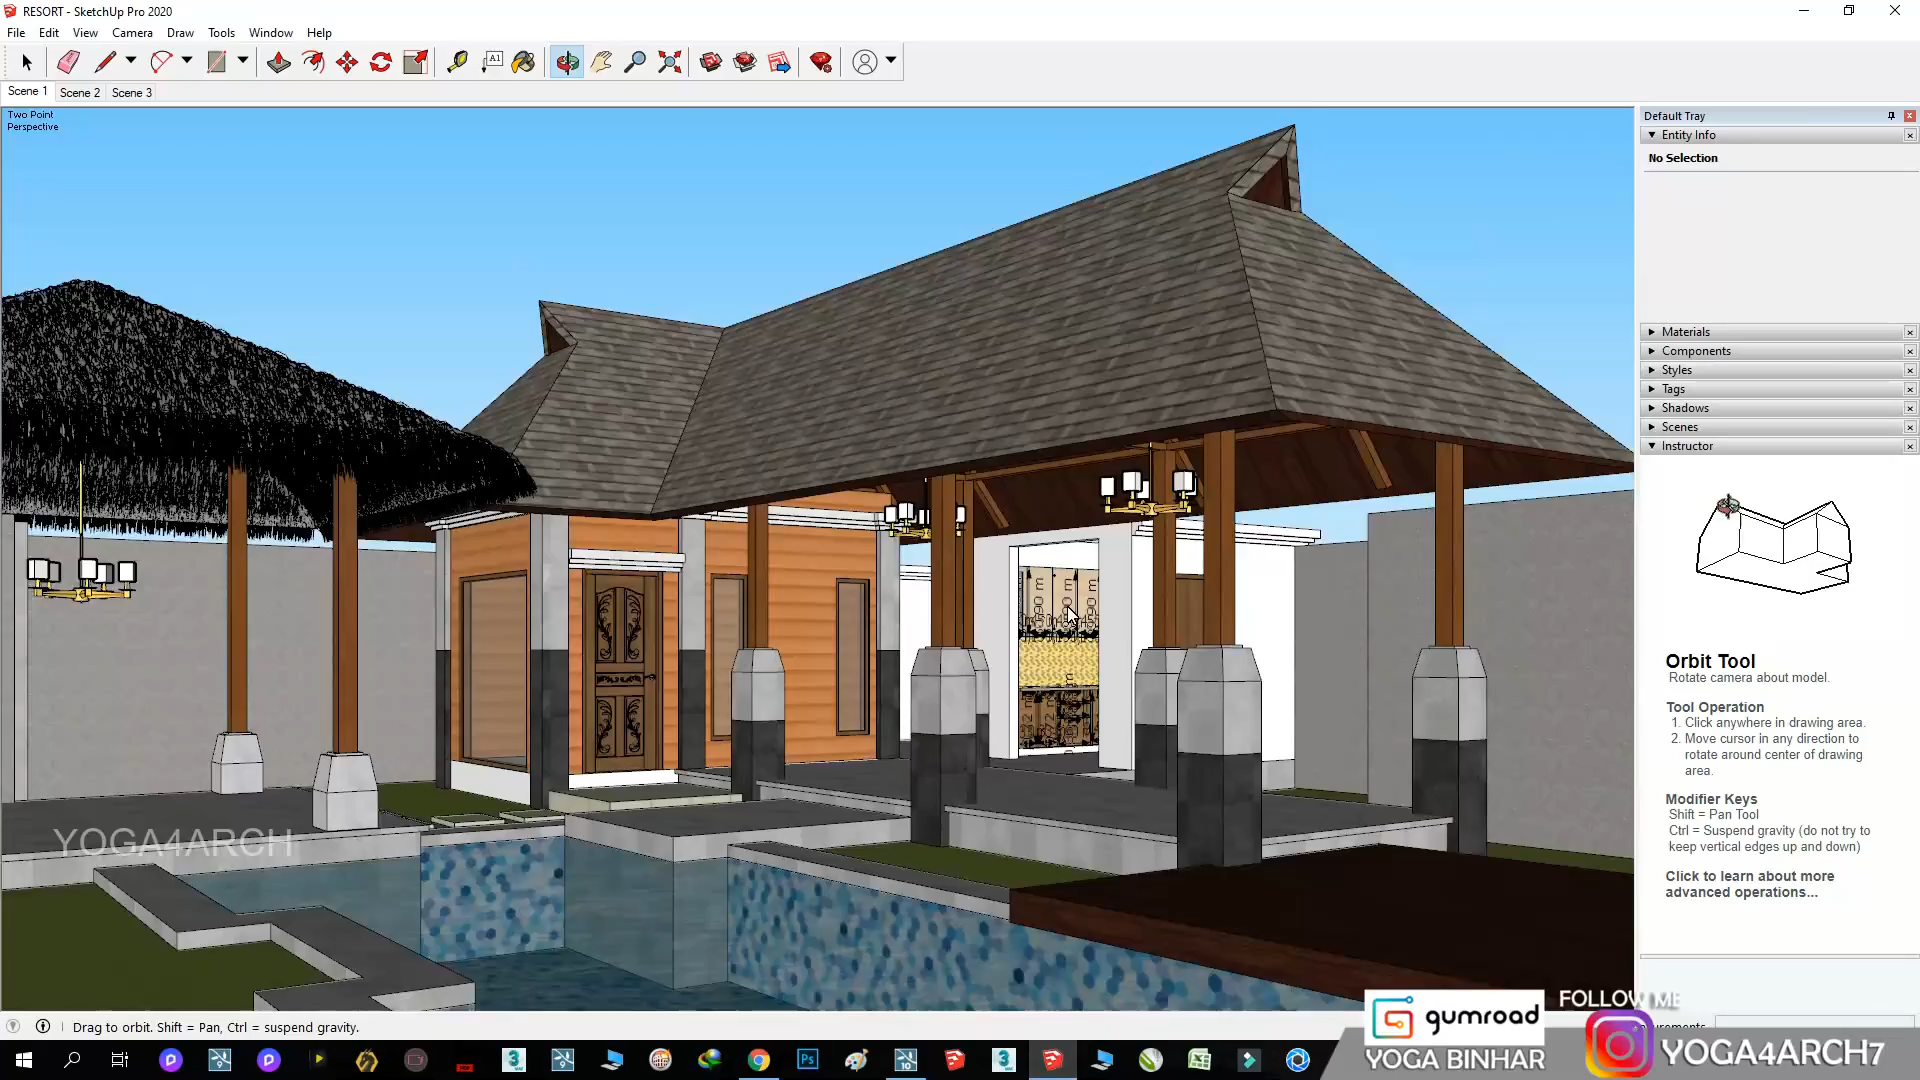 RESORT - SketchUp Pro 2020
File Edit View Camera Draw Tools Window Help
Scene 1 Scene 2 Scene 3
Two Point
Perspective
Default Tray
Entity Info
No Selection
Materials
Components
Styles
Tags
Shadows
Scenes
Instructor
Orbit Tool
Rotate camera about model.
Tool Operation
1. Click anywhere in drawing area.
2. Move cursor in any direction to
rotate around center of drawing
area.
Modifier Keys
Shift = Pan Tool
Ctrl = Suspend gravity (do not try to
keep vertical edges up and down)
Click to learn about more
advanced operations...
YOGA4ARCH
Drag to orbit. Shift = Pan, Ctrl = suspend gravity.
gumroad
YOGA BINHAR
FOLLOW ME
YOGA4ARCH7